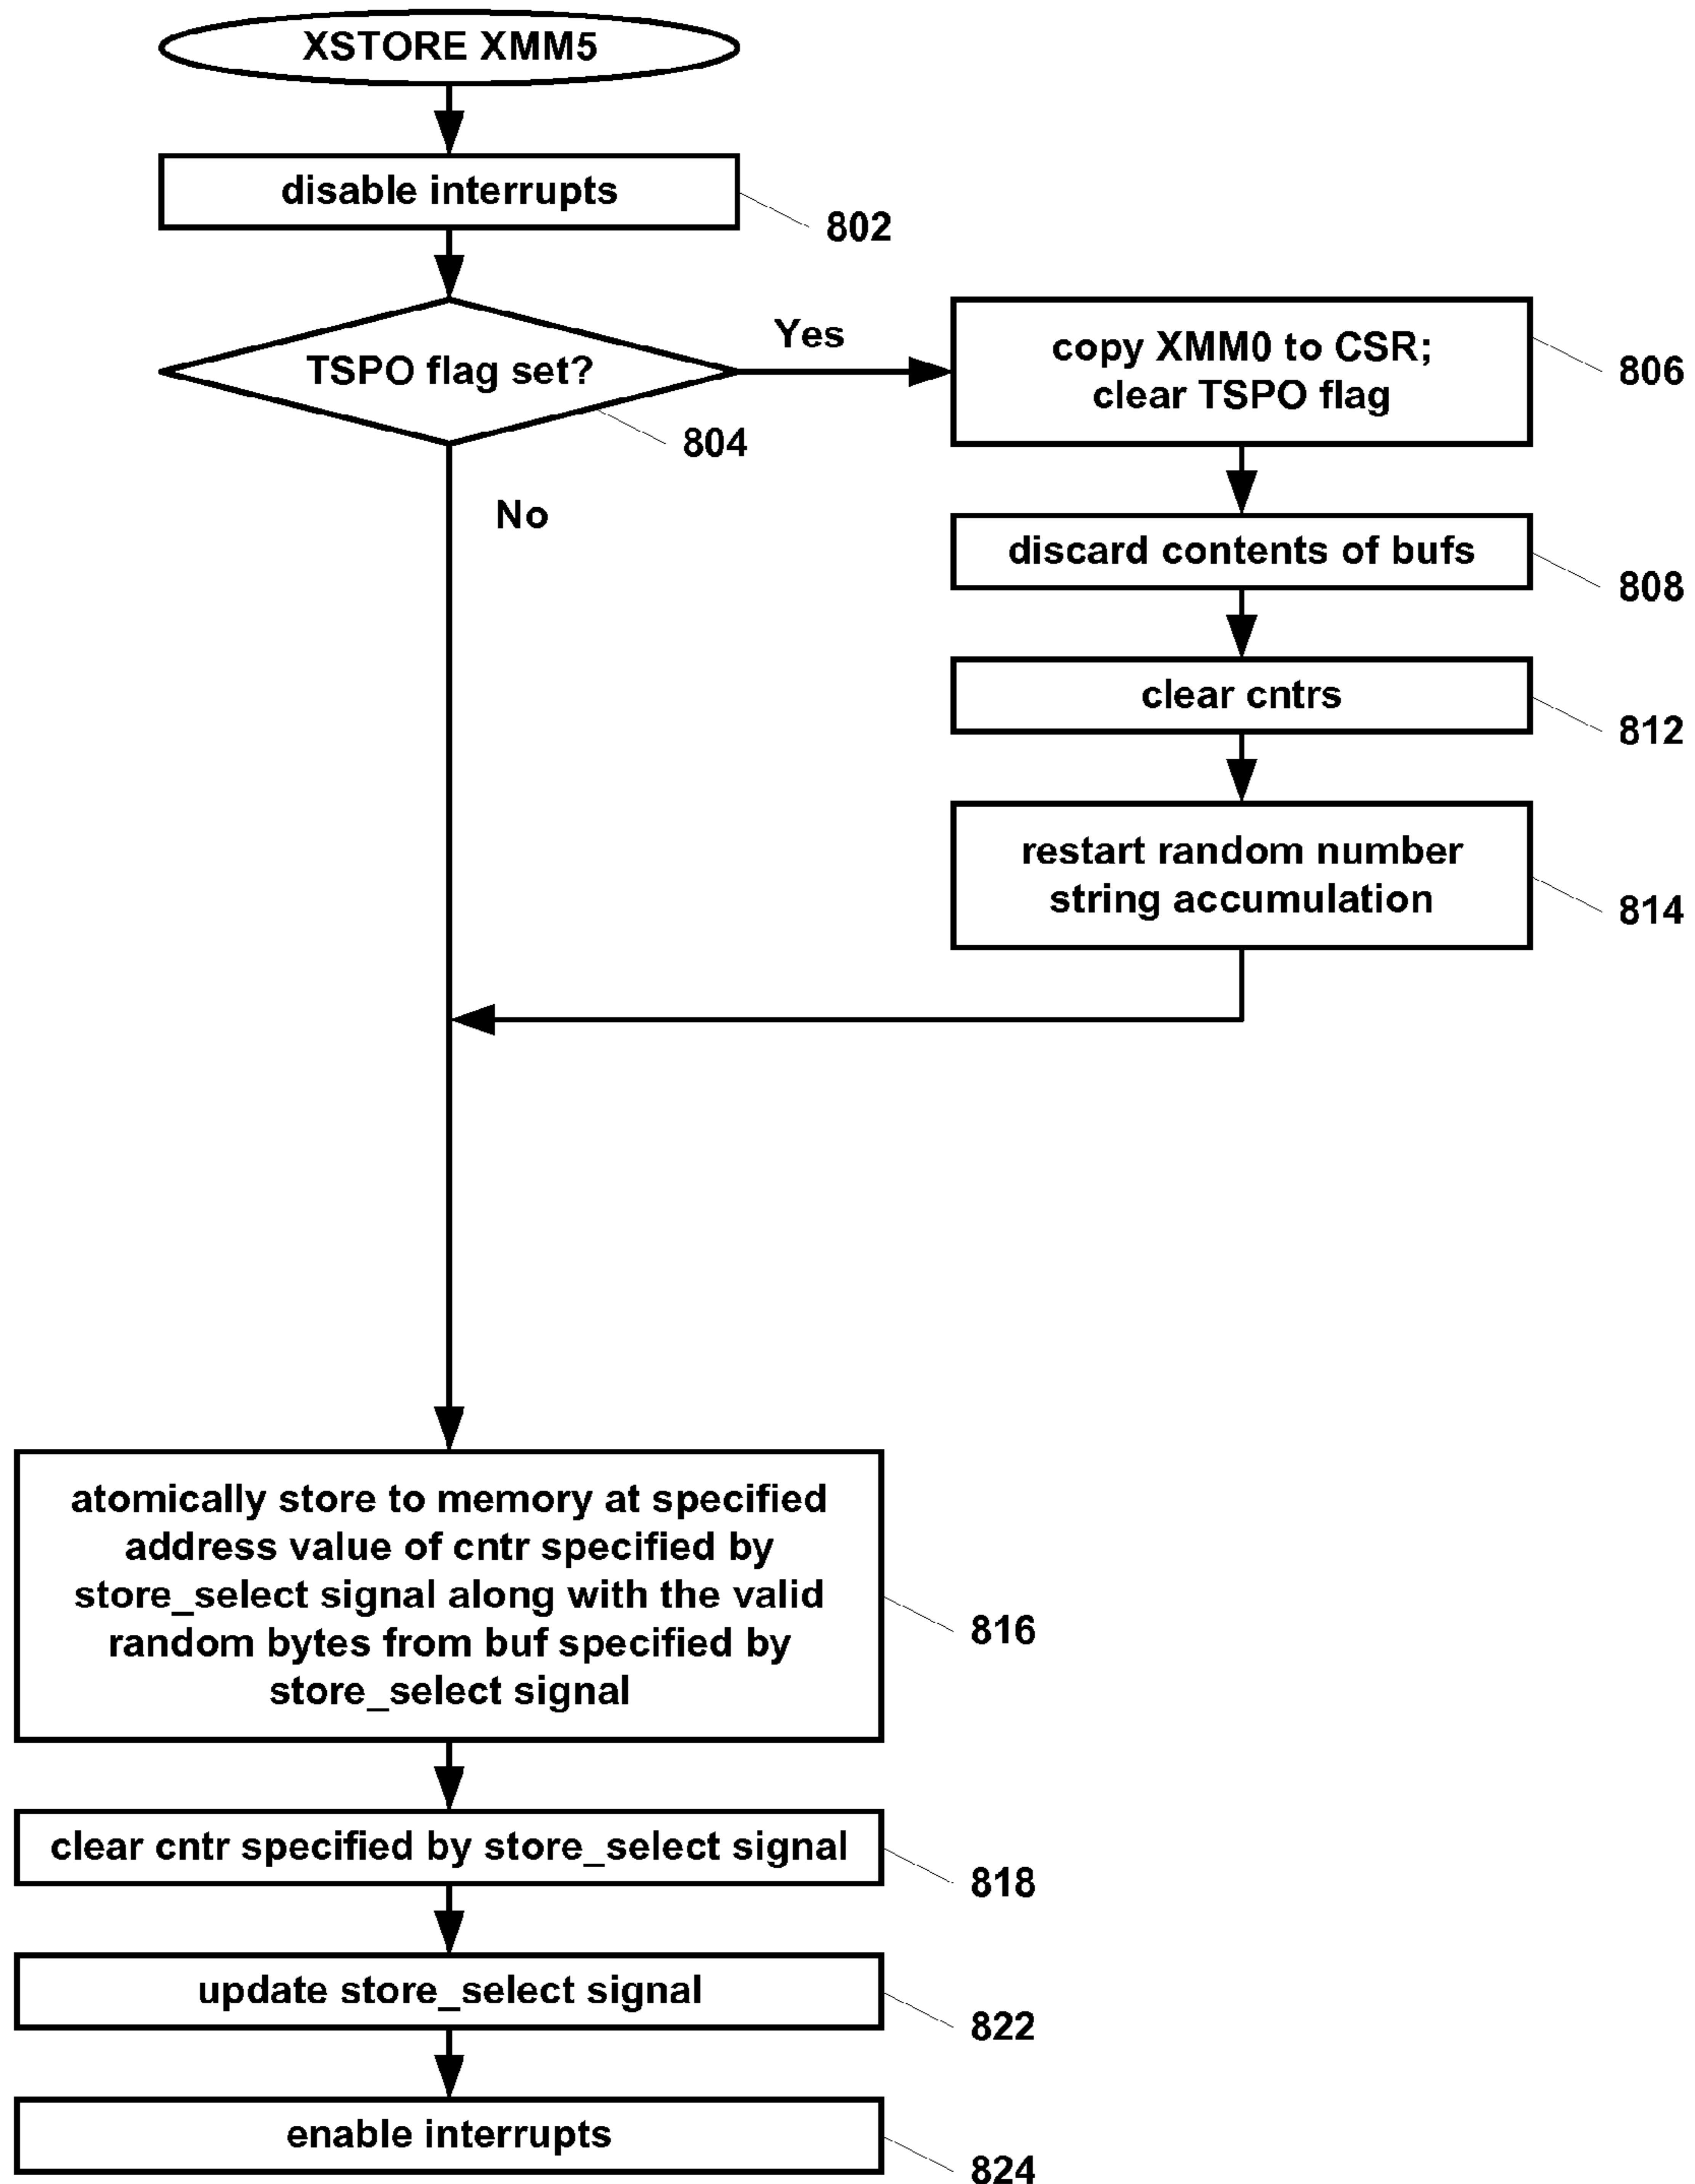 XSTORE XMM5
disable interrupts
802
TSPO flag set?
804
Yes
No
copy XMM0 to CSR;
clear TSPO flag
806
discard contents of bufs
808
clear cntrs
812
restart random number
string accumulation
814
atomically store to memory at specified
address value of cntr specified by
store_select signal along with the valid
random bytes from buf specified by
store_select signal
816
clear cntr specified by store_select signal
818
update store_select signal
822
enable interrupts
824